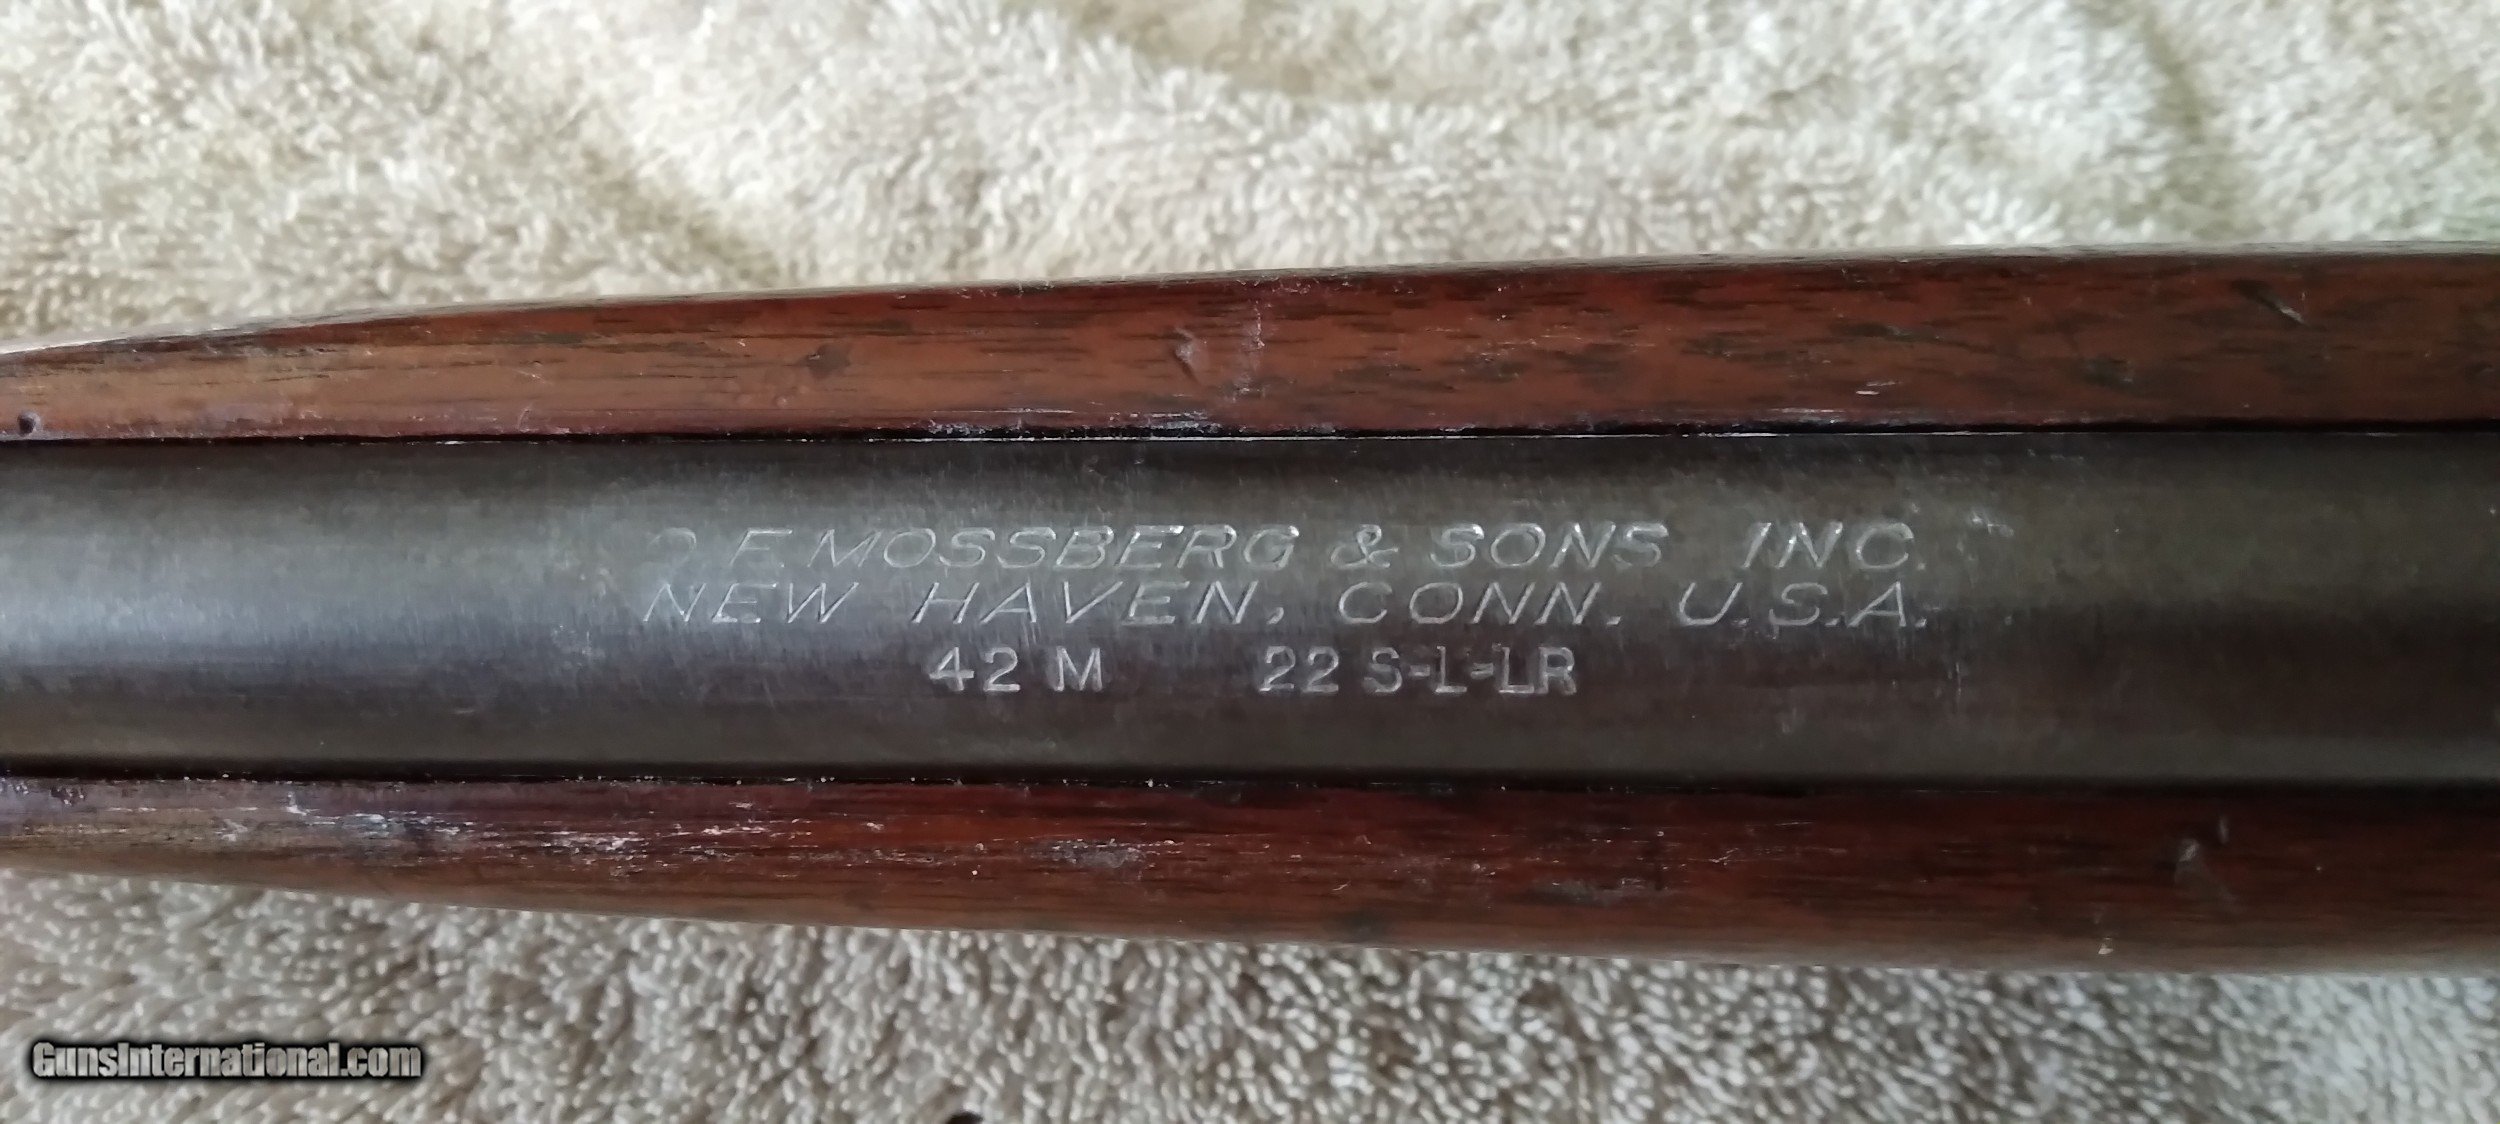 O.F. MOSSBERG & SONS INC.
NEW HAVEN, CONN. U.S.A.
42 M 22 S-L-LR
GunsInternational.com